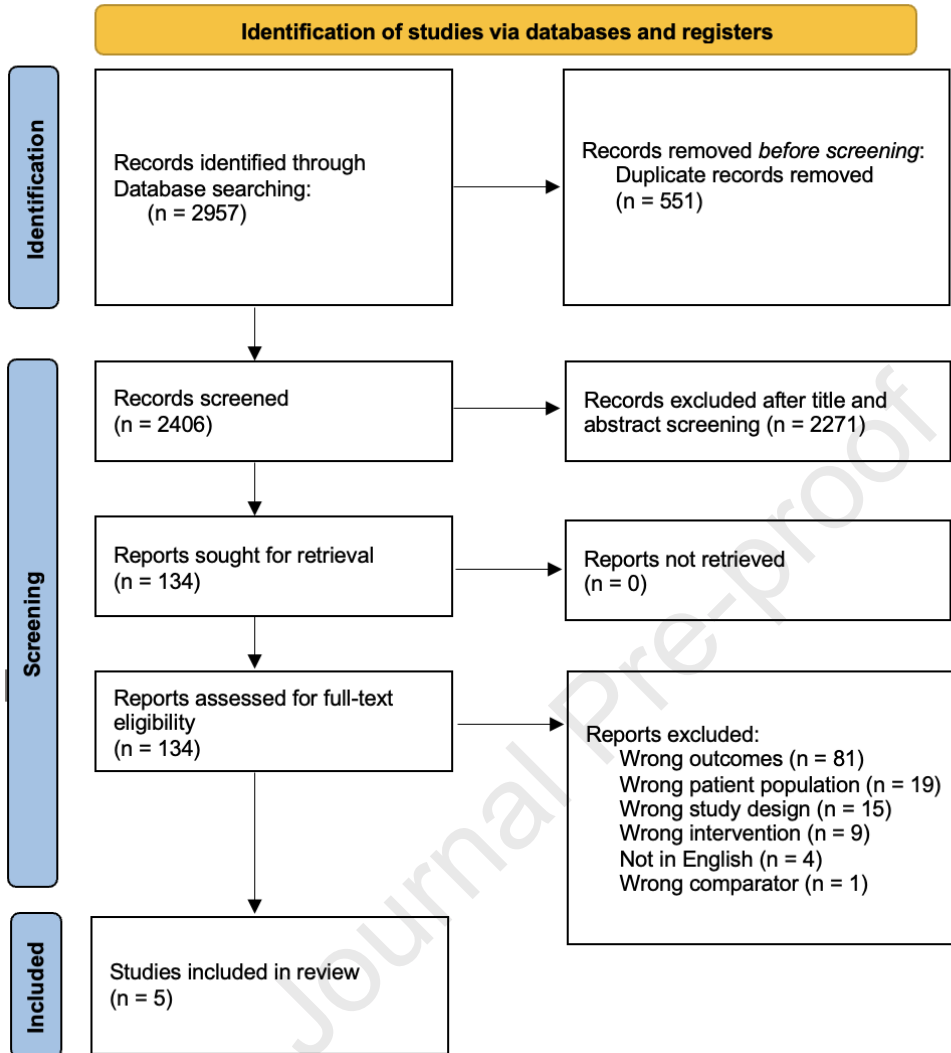 Identification of studies via databases and registers
Identification
Records identified through
Database searching:
(n = 2957)
Records removed before screening:
Duplicate records removed
(n = 551)
Screening
Records screened
(n = 2406)
Records excluded after title and
abstract screening (n = 2271)
Reports sought for retrieval
(n = 134)
Reports not retrieved
(n = 0)
Reports assessed for full-text
eligibility
(n = 134)
Reports excluded:
Wrong outcomes (n = 81)
Wrong patient population (n = 19)
Wrong study design (n = 15)
Wrong intervention (n = 9)
Not in English (n = 4)
Wrong comparator (n = 1)
Included
Studies included in review
(n = 5)
Journal Pre-proof